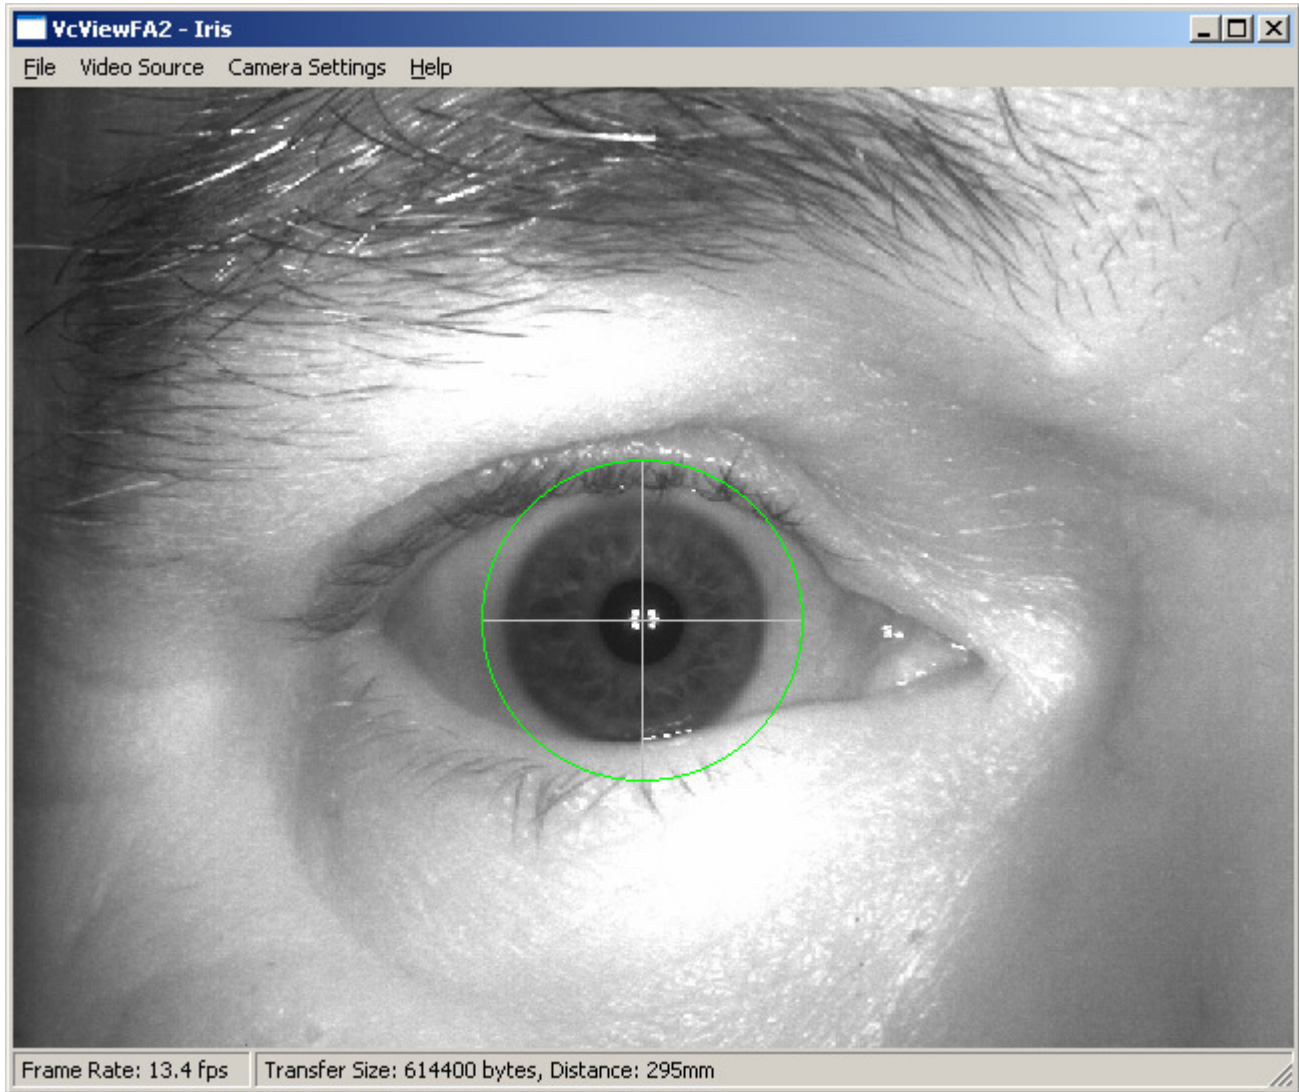 VcViewFA2 - Iris
File Video Source Camera Settings Help
Frame Rate: 13.4 fps Transfer Size: 614400 bytes, Distance: 295mm